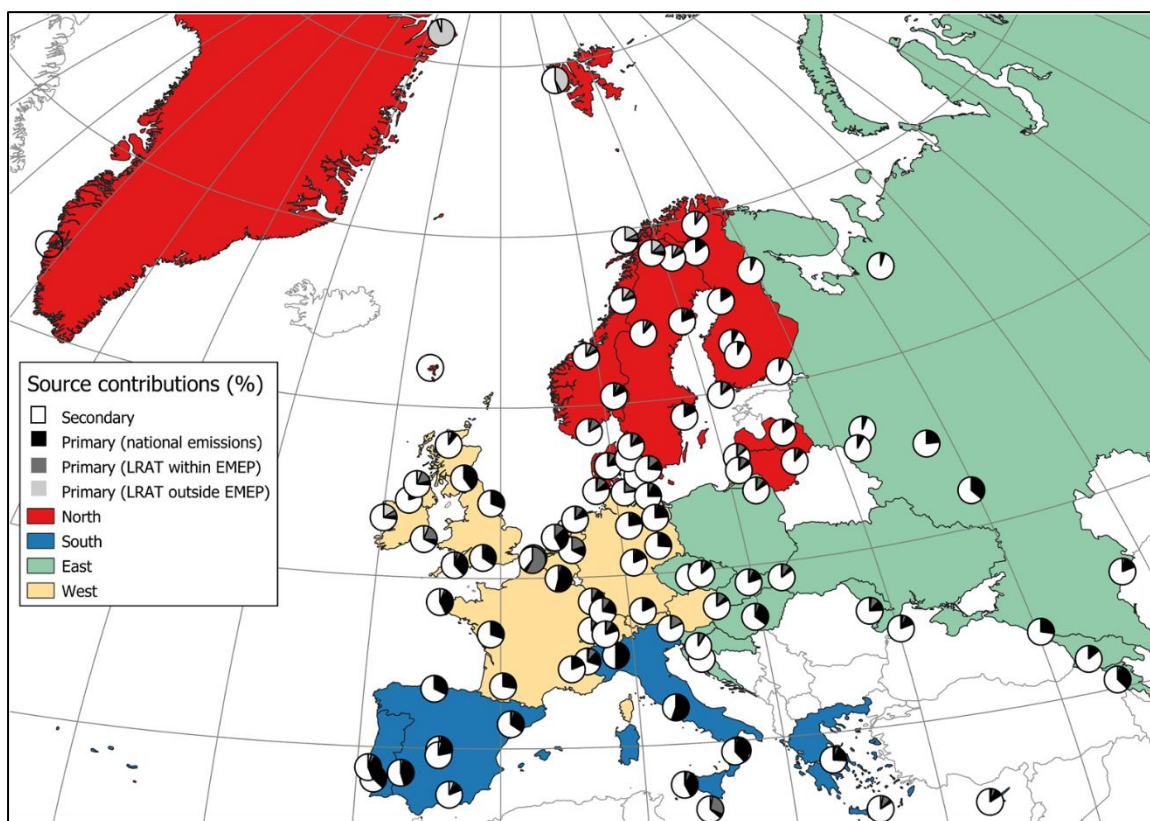 Source contributions (%)
Secondary
Primary (national emissions)
Primary (LRAT within EMEP)
Primary (LRAT outside EMEP)
North
South
East
West